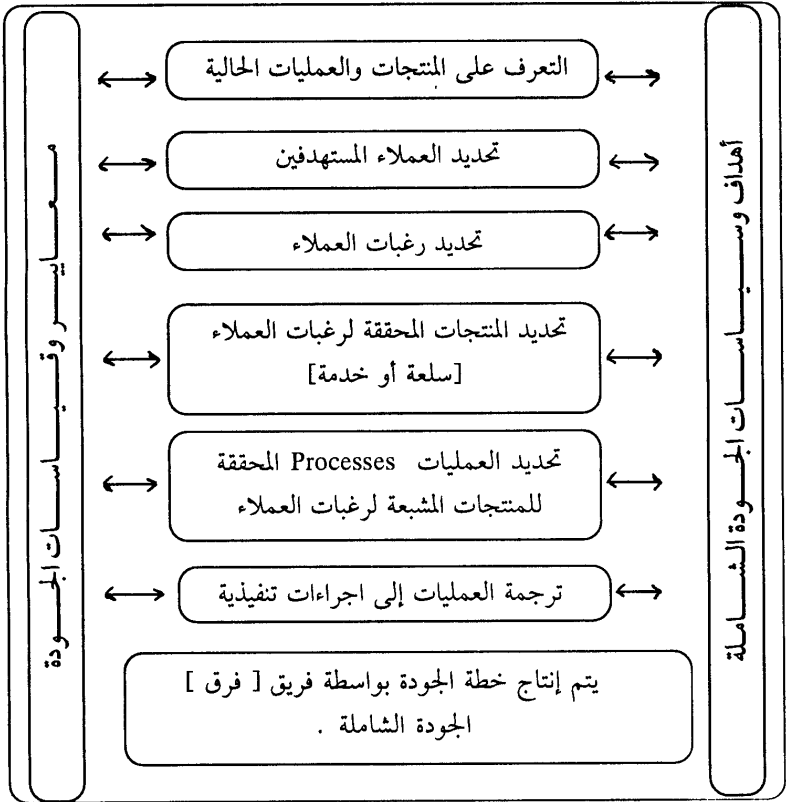 أهداف وسياسات الجودة الشاملة
التعرف على المنتجات والعمليات الحالية
تحديد العملاء المستهدفين
تحديد رغبات العملاء
تحديد المنتجات المحققة لرغبات العملاء
[سلعة أو خدمة]
تحديد العمليات Processes المحققة
للمنتجات المشبعة لرغبات العملاء
ترجمة العمليات إلى اجراءات تنفيذية
يتم إنتاج خطة الجودة بواسطة فريق [ فرق ]
الجودة الشاملة .
معايير وقياسات الجودة